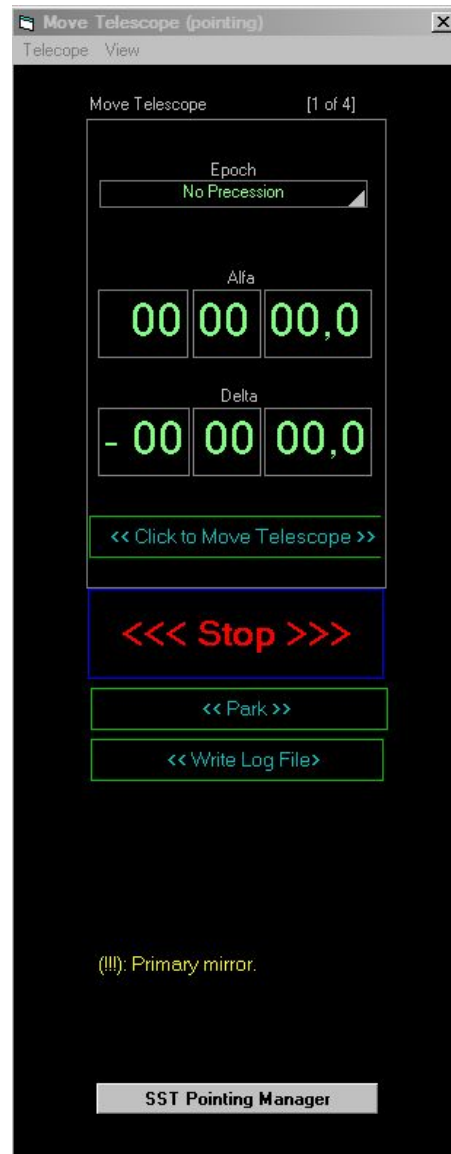 Move Telescope (pointing)
Telecope View
Move Telescope [1 of 4]
Epoch
No Precession
Alfa
00 00 00,0
Delta
- 00 00 00,0
<< Click to Move Telescope >>
<<< Stop >>>
<< Park >>
<< Write Log File>
(!!!): Primary mirror.
SST Pointing Manager